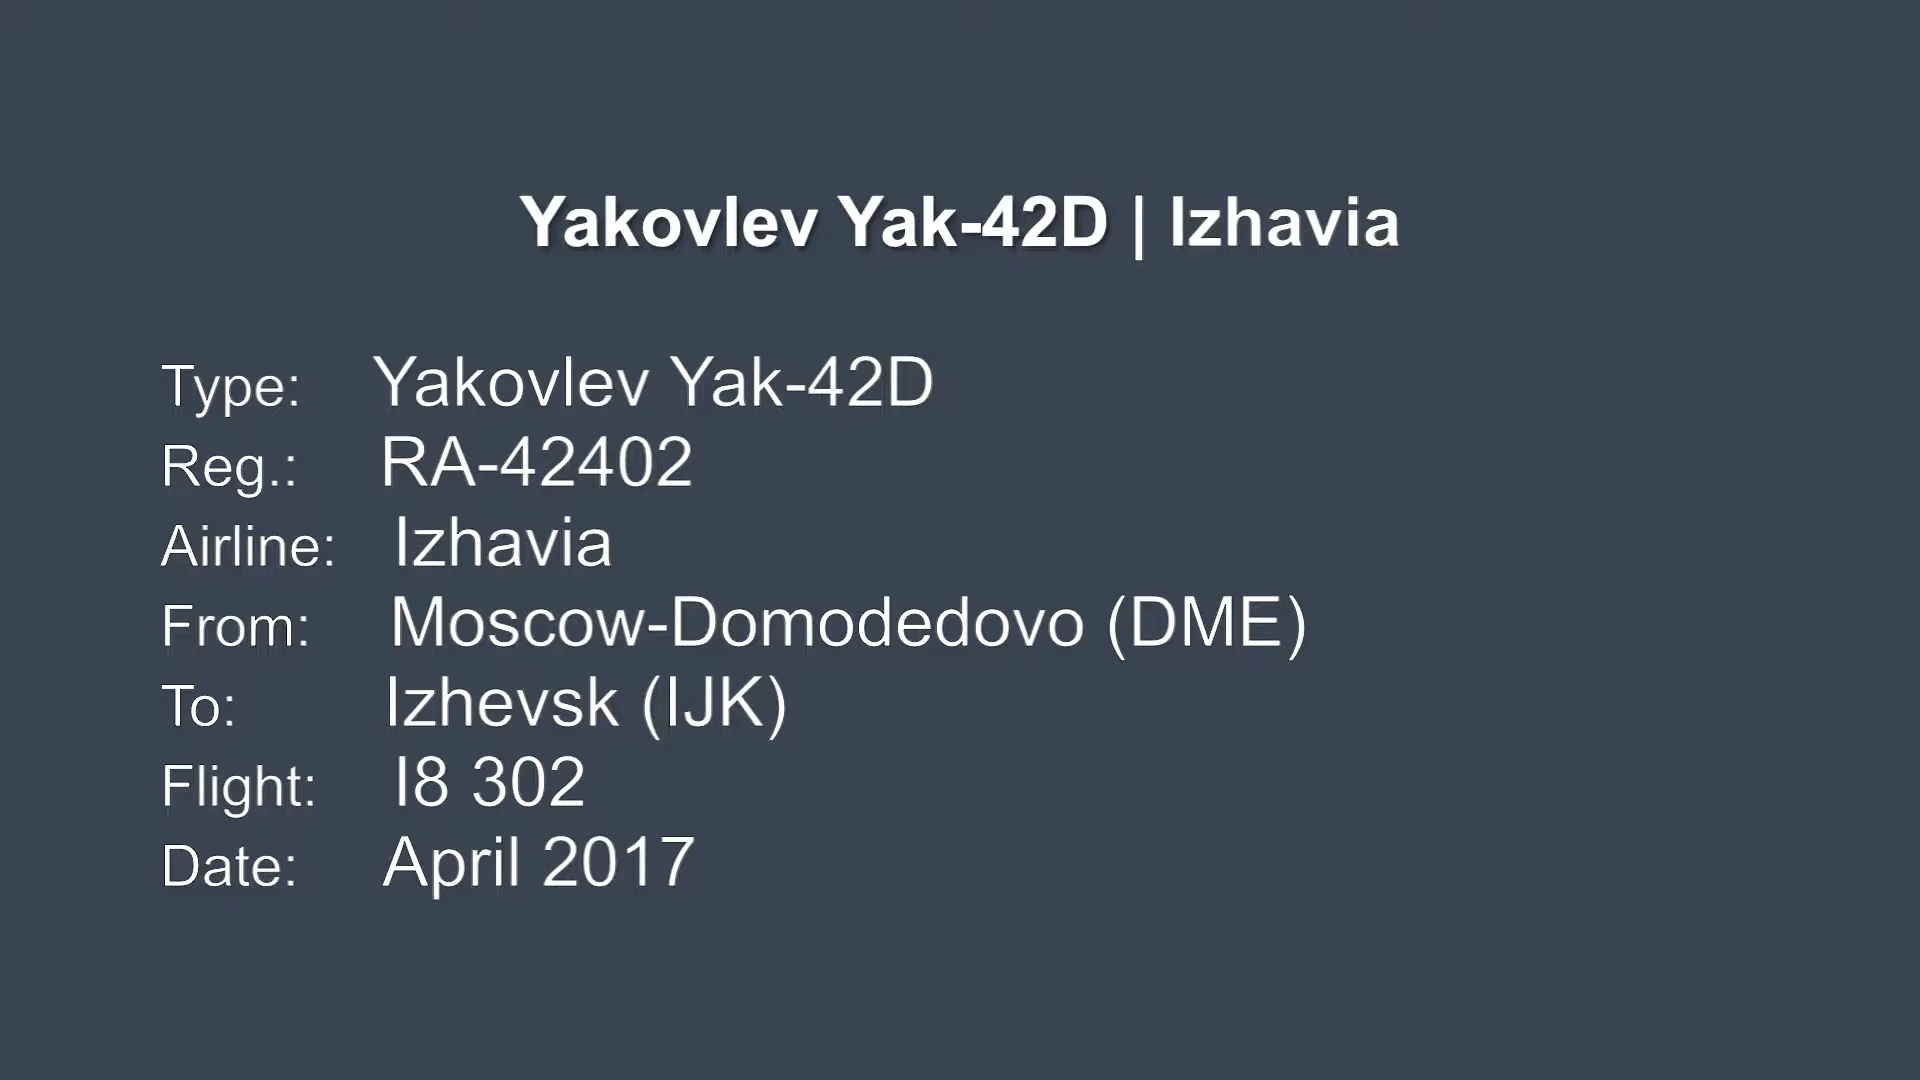 Yakovlev Yak-42D | Izhavia
Type: Yakovlev Yak-42D
Reg.: RA-42402
Airline: Izhavia
From: Moscow-Domodedovo (DME)
To: Izhevsk (IJK)
Flight: I8 302
Date: April 2017